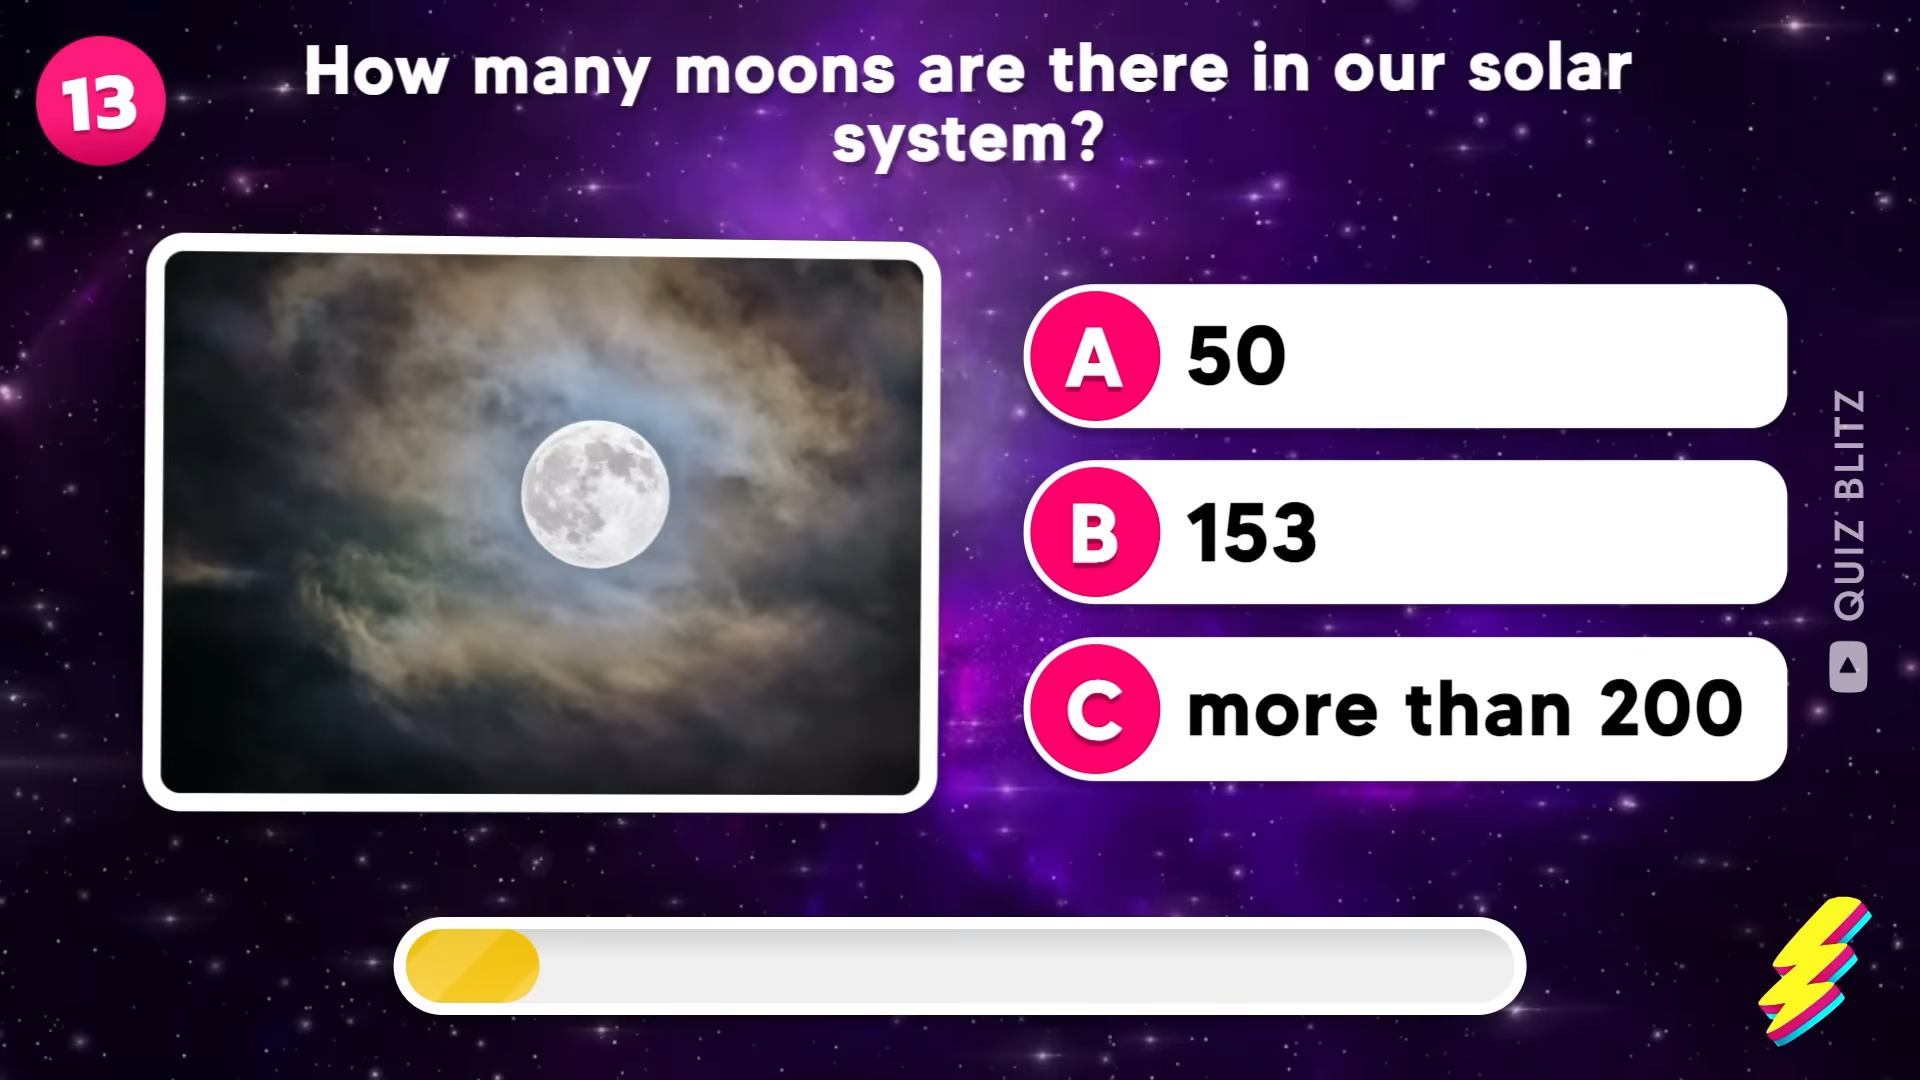 13
How many moons are there in our solar
system?
A 50
B 153
C more than 200
QUIZ BLITZ